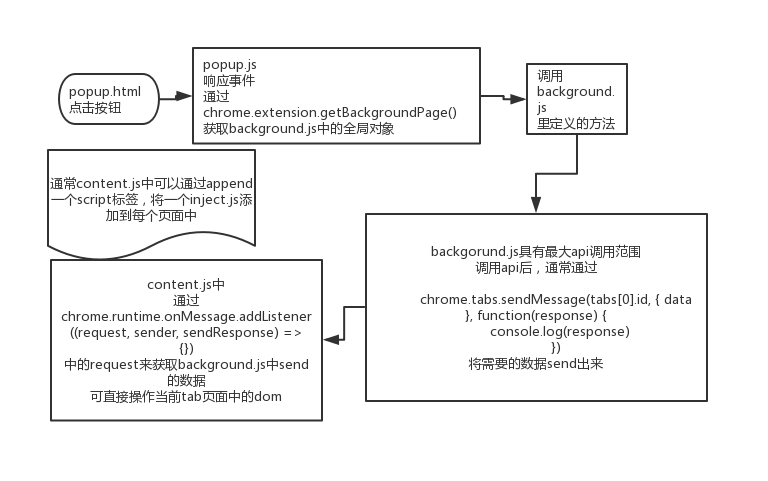 popup.html
点击按钮
popup.js
响应事件
通过
chrome.extension.getBackgroundPage()
获取background.js中的全局对象
调用
background.
js
里定义的方法
通常content.js中可以通过append
一个script标签，将一个inject.js添
加到每个页面中
backgorund.js具有最大api调用范围
调用api后，通常通过
chrome.tabs.sendMessage(tabs[0].id, { data
}, function(response) {
console.log(response)
})
将需要的数据send出来
content.js中
通过
chrome.runtime.onMessage.addListener
((request, sender, sendResponse) =>
{})
中的request来获取background.js中send
的数据
可直接操作当前tab页面中的dom